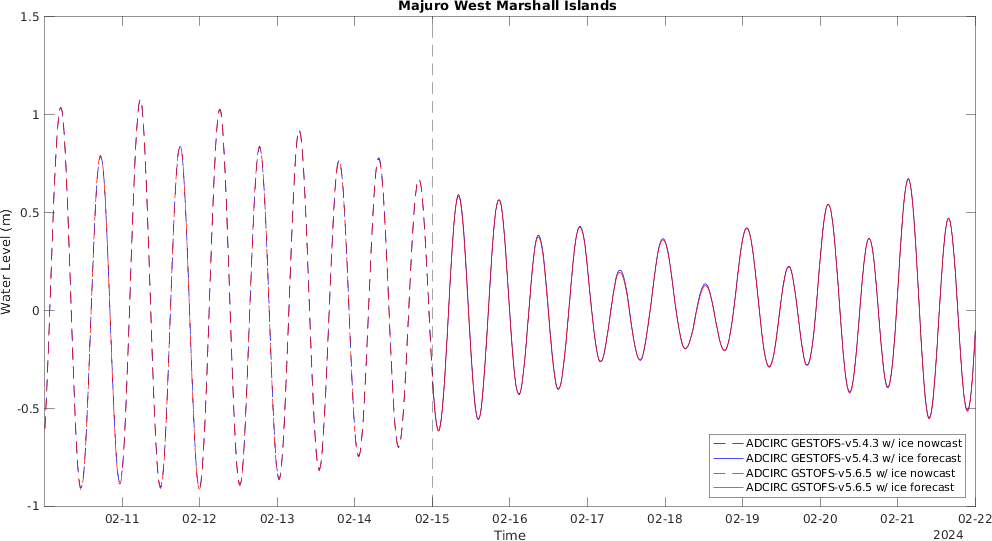 Majuro West Marshall Islands
1.5
1
0.5
0
-0.5
-1
Water Level (m)
02-11
02-12
02-13
02-14
02-15
02-16
02-17
02-18
02-19
02-20
02-21
02-22
Time
2024
ADCIRC GESTOFS-v5.4.3 w/ ice nowcast
ADCIRC GESTOFS-v5.4.3 w/ ice forecast
ADCIRC GSTOFS-v5.6.5 w/ ice nowcast
ADCIRC GSTOFS-v5.6.5 w/ ice forecast